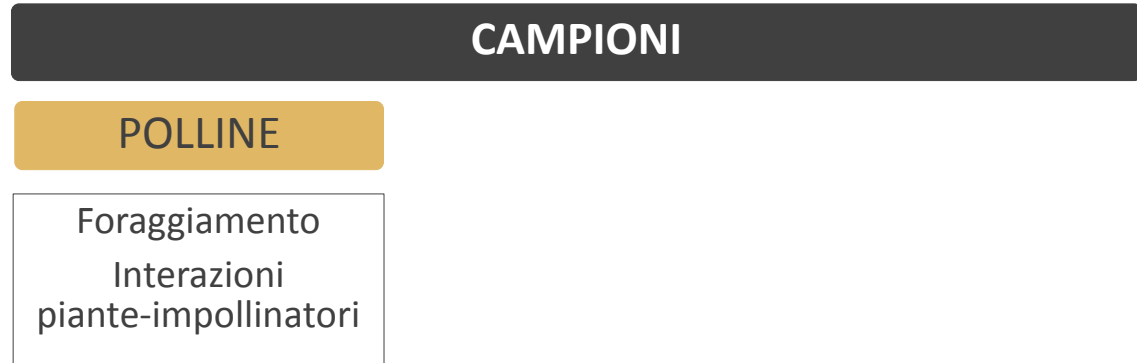 CAMPIONI
POLLINE
Foraggiamento
Interazioni
piante-impollinatori